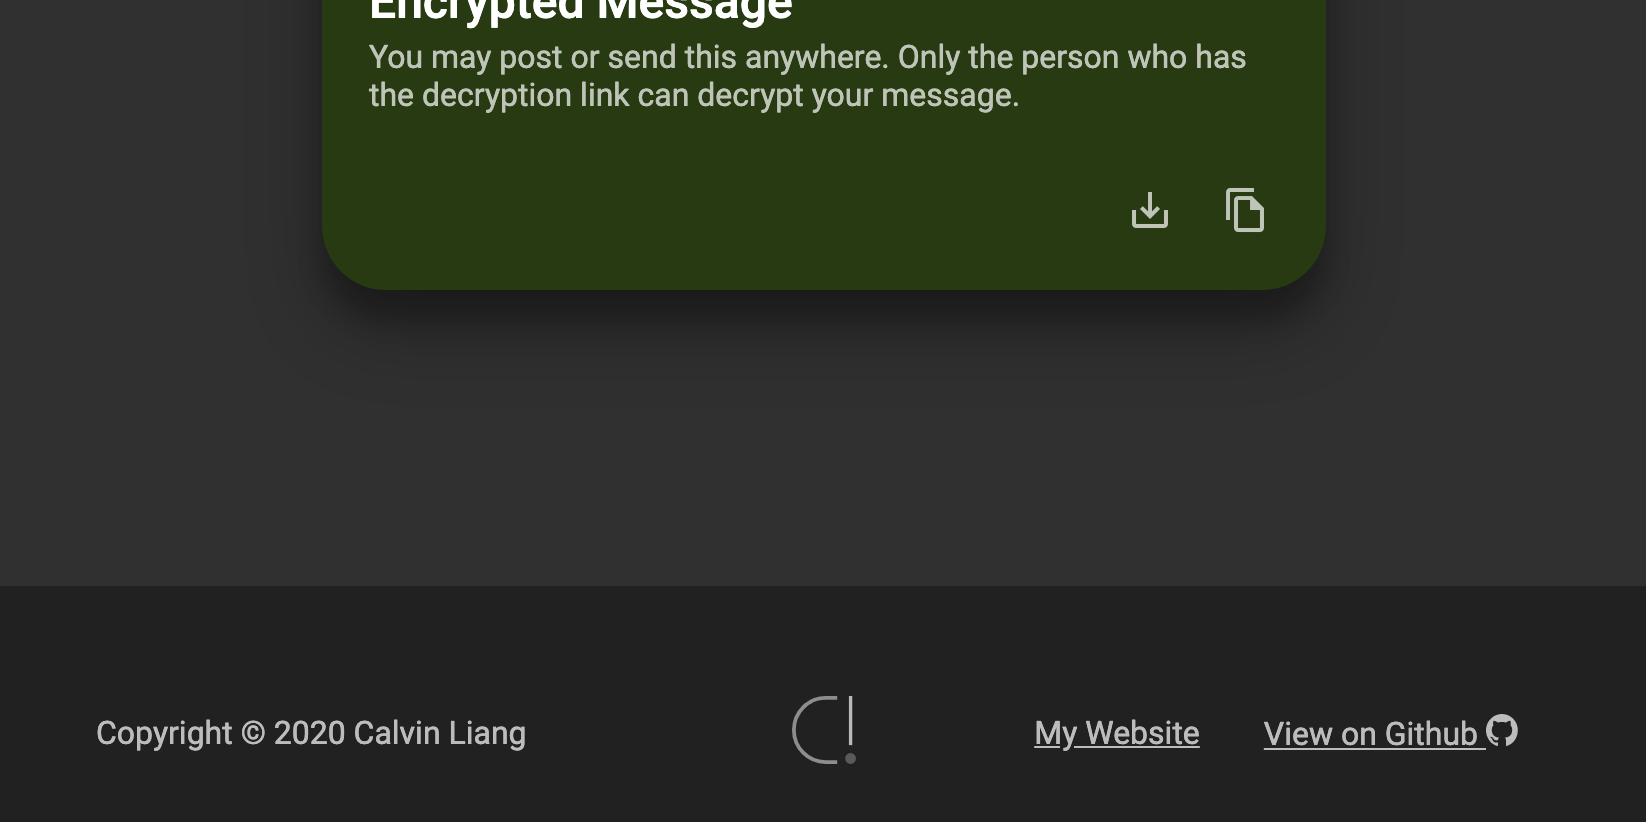 Encrypted Message
You may post or send this anywhere. Only the person who has
the decryption link can decrypt your message.
Copyright © 2020 Calvin Liang
C!
My Website
View on Github